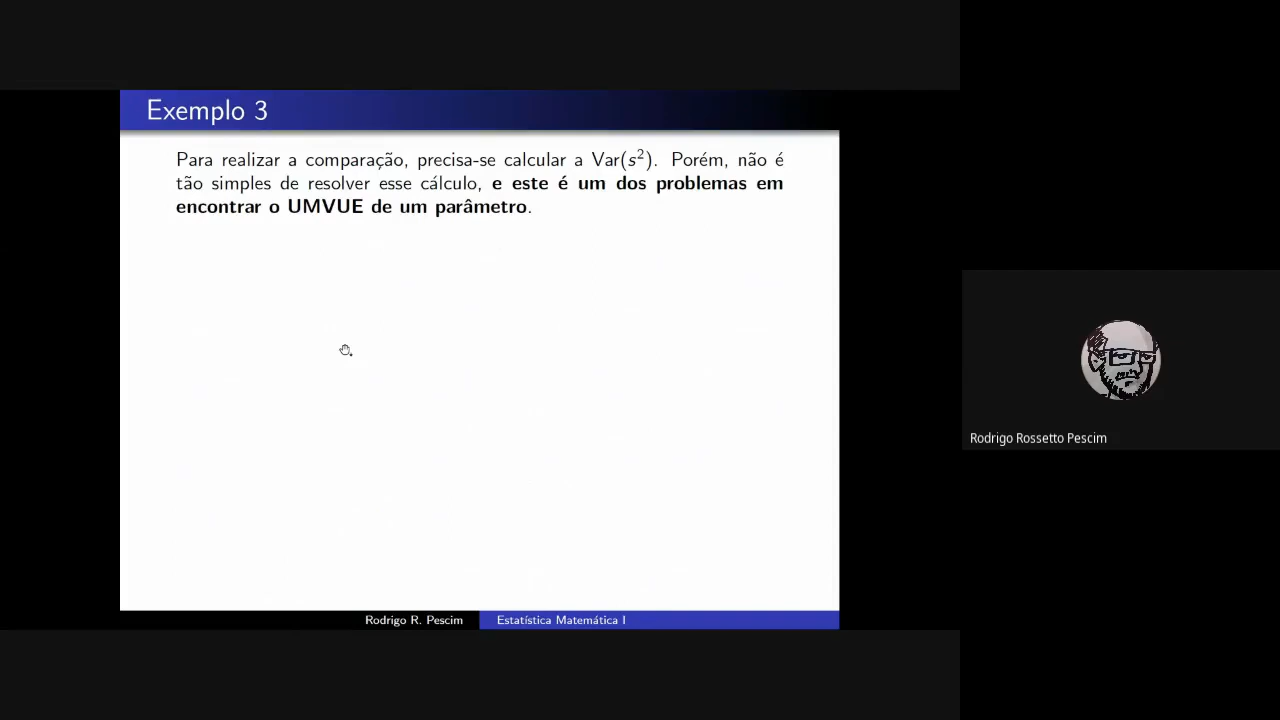 Exemplo 3
Para realizar a comparação, precisa-se calcular a Var(s²). Porém, não é
tão simples de resolver esse cálculo, e este é um dos problemas em
encontrar o UMVUE de um parâmetro.
Rodrigo Rossetto Pescim
Rodrigo R. Pescim
Estatística Matemática I